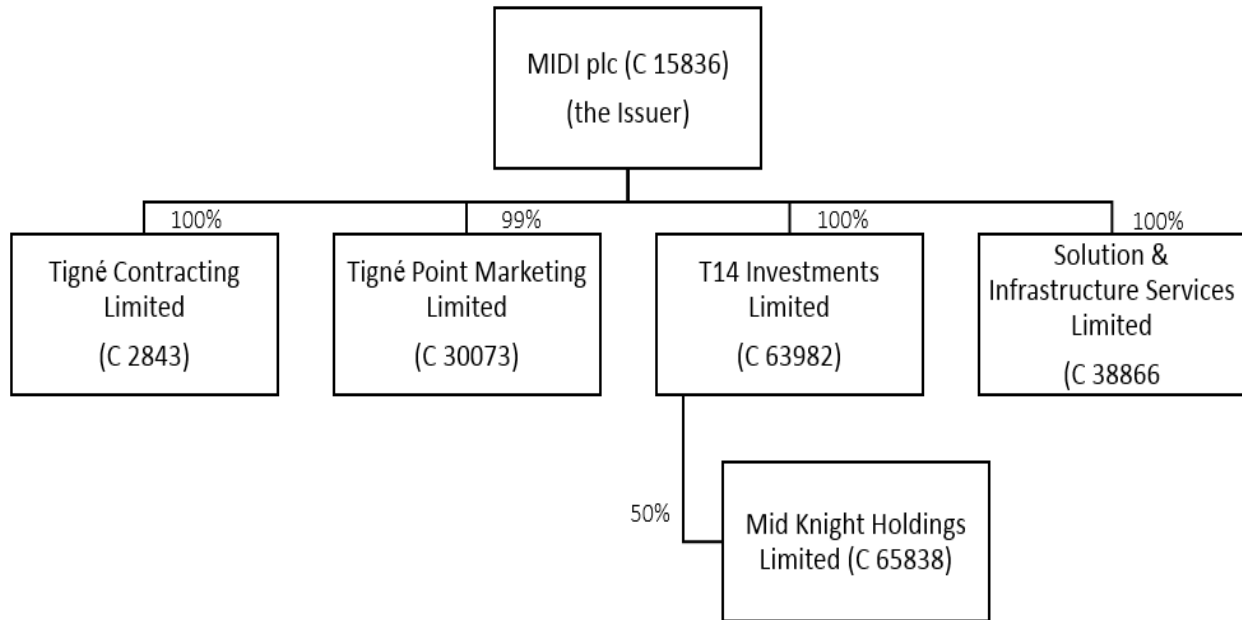 MIDI plc (C 15836)
(the Issuer)
100%
99%
100%
100%
Tigné Contracting
Limited
(C 2843)
Tigné Point Marketing
Limited
(C 30073)
T14 Investments
Limited
(C 63982)
Solution &
Infrastructure Services
Limited
(C 38866
50%
Mid Knight Holdings
Limited (C 65838)